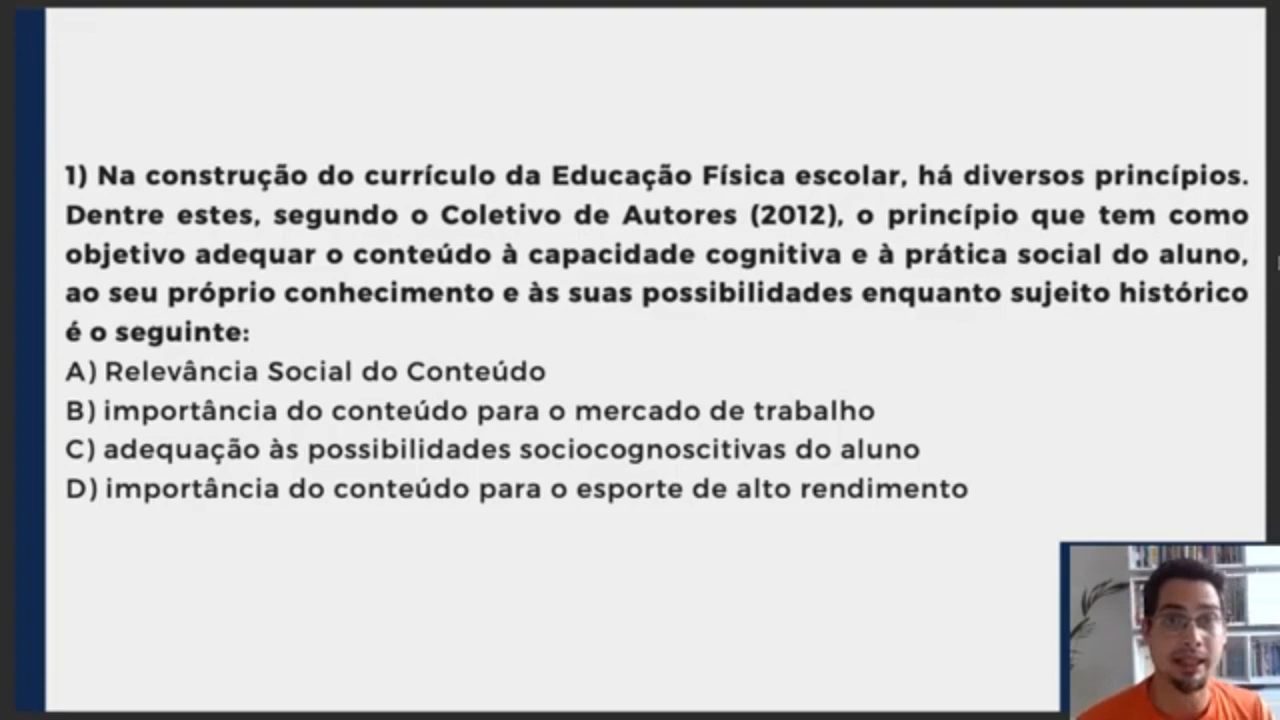 1) Na construção do currículo da Educação Física escolar, há diversos princípios.
Dentre estes, segundo o Coletivo de Autores (2012), o princípio que tem como
objetivo adequar o conteúdo à capacidade cognitiva e à prática social do aluno,
ao seu próprio conhecimento e às suas possibilidades enquanto sujeito histórico
é o seguinte:
A) Relevância Social do Conteúdo
B) importância do conteúdo para o mercado de trabalho
C) adequação às possibilidades sociocognoscitivas do aluno
D) importância do conteúdo para o esporte de alto rendimento